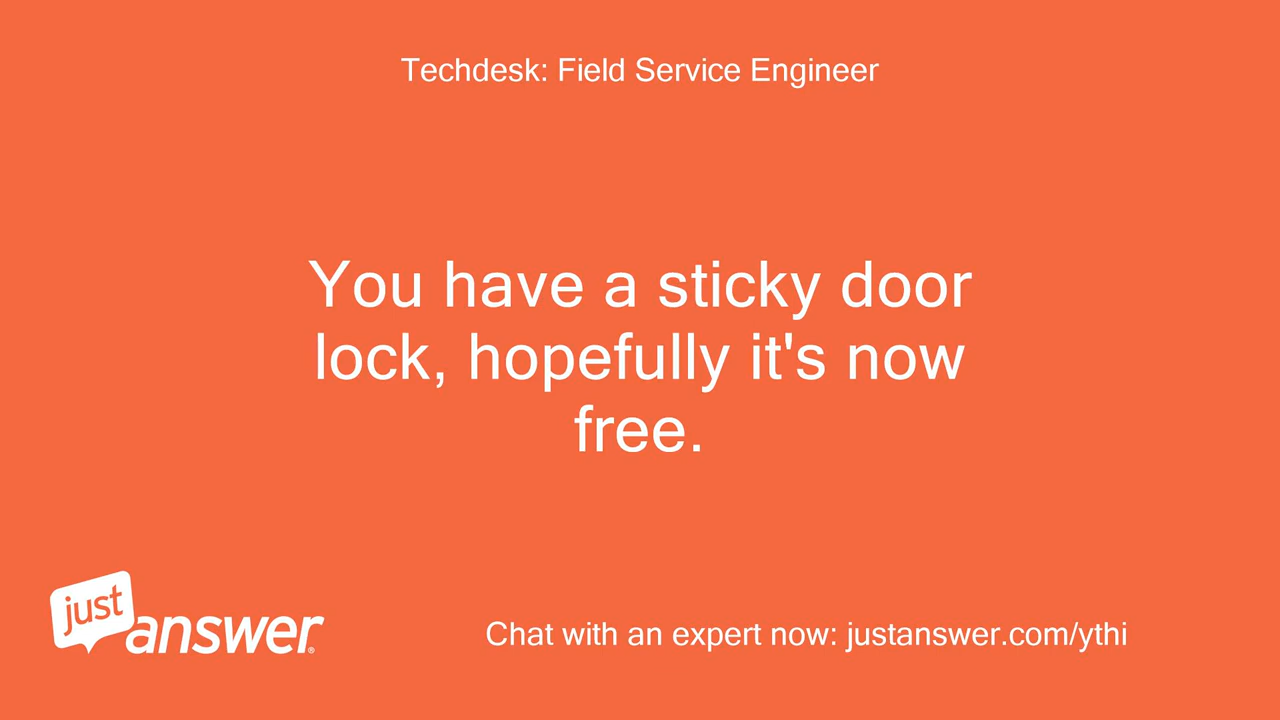 Techdesk: Field Service Engineer
You have a sticky door
lock, hopefully it's now
free.
just
answer®
Chat with an expert now: justanswer.com/ythi